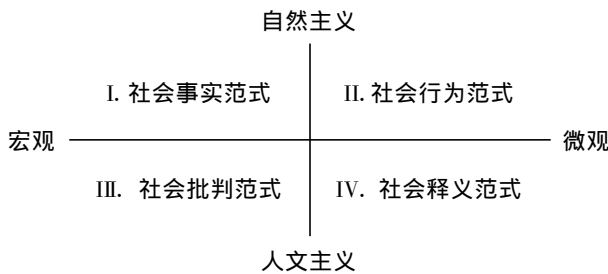 自然主义
I. 社会事实范式
II. 社会行为范式
宏观
微观
III. 社会批判范式
IV. 社会释义范式
人文主义